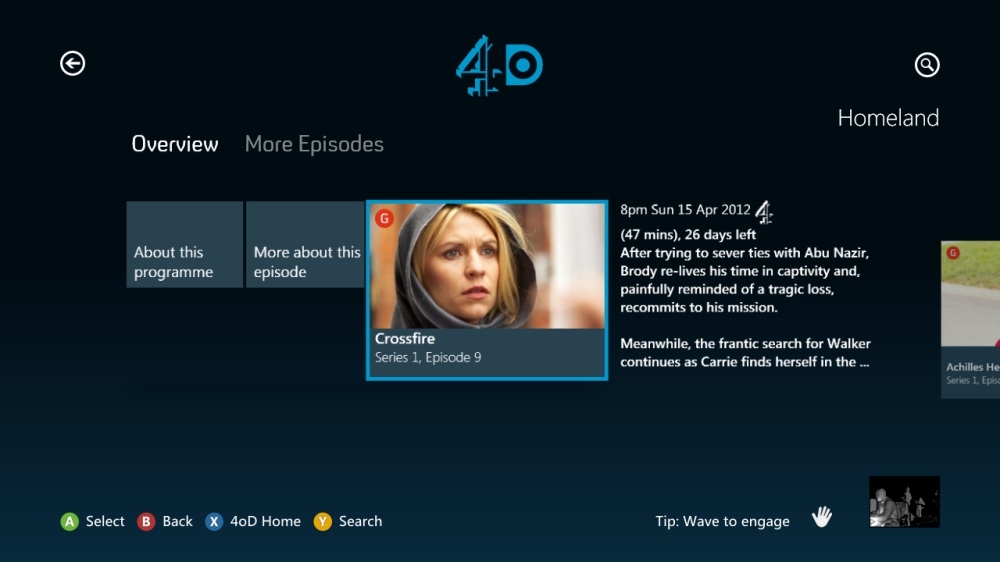 4oD
Homeland
Overview
More Episodes
About this
programme
More about this
episode
G
Crossfire
Series 1, Episode 9
8pm Sun 15 Apr 2012 4
(47 mins), 26 days left
After trying to sever ties with Abu Nazir,
Brody re-lives his time in captivity and,
painfully reminded of a tragic loss,
recommits to his mission.
Meanwhile, the frantic search for Walker
continues as Carrie finds herself in the ...
G
Achilles He
Series 1, Episo
A Select B Back X 4oD Home Y Search
Tip: Wave to engage